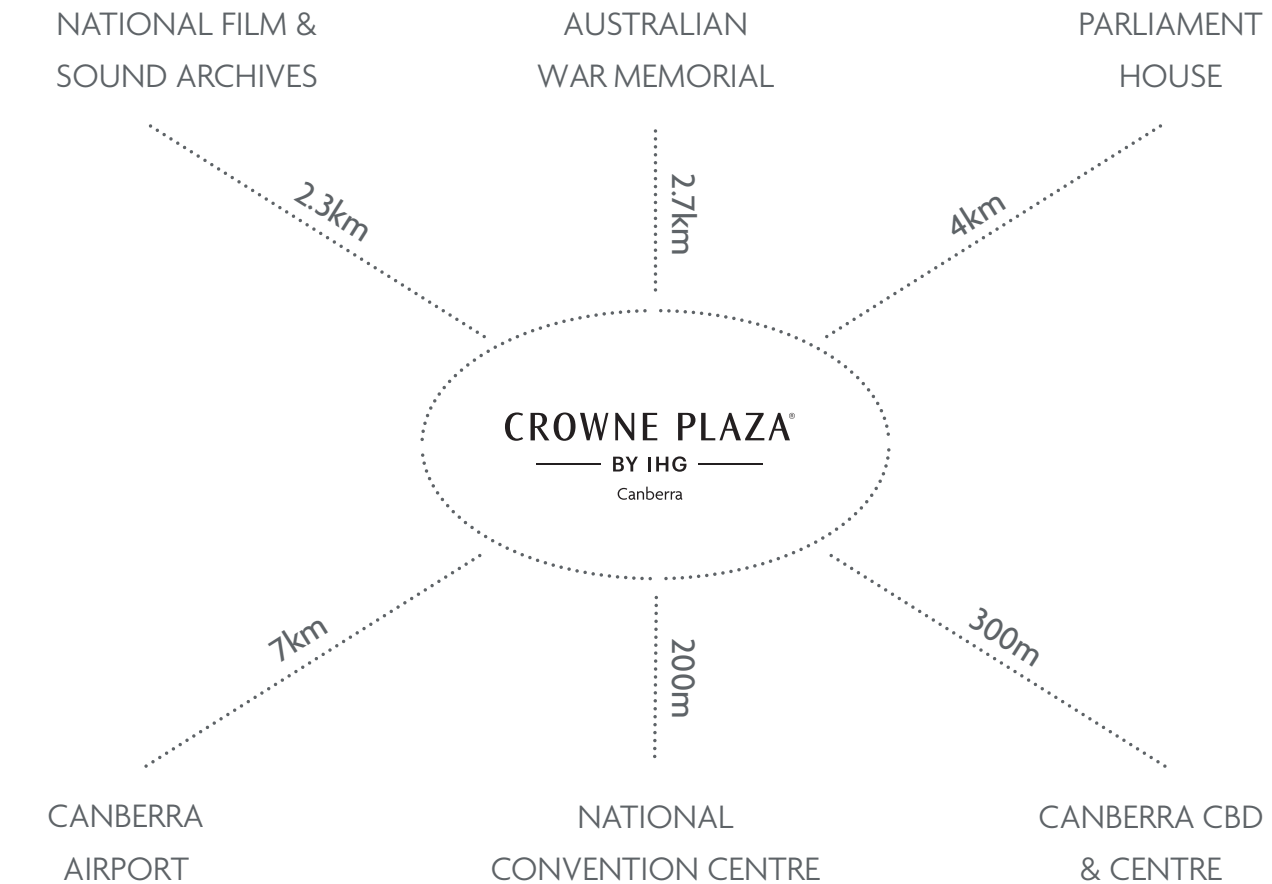 NATIONAL FILM &
SOUND ARCHIVES
AUSTRALIAN
WAR MEMORIAL
PARLIAMENT
HOUSE
2.3km
2.7km
4km
CROWNE PLAZA®
BY IHG
Canberra
7km
200m
300m
CANBERRA
AIRPORT
NATIONAL
CONVENTION CENTRE
CANBERRA CBD
& CENTRE